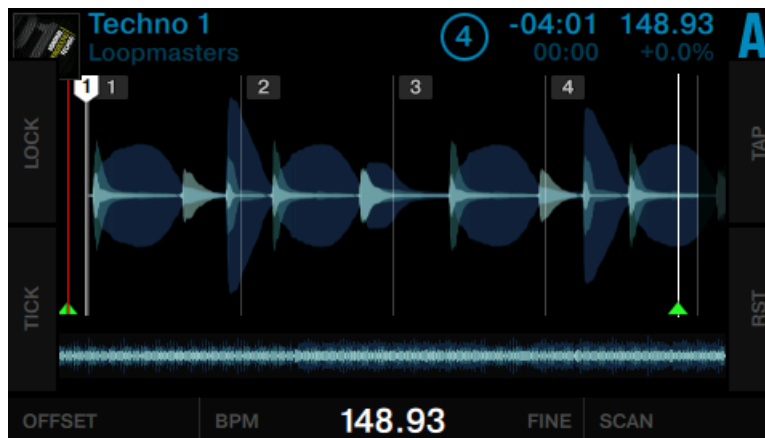 Techno 1
Loopmasters
4
-04:01 148.93
00:00 +0.0%
A
LOCK
TICK
1 1 2 3 4
TAP
RST
OFFSET BPM 148.93 FINE SCAN